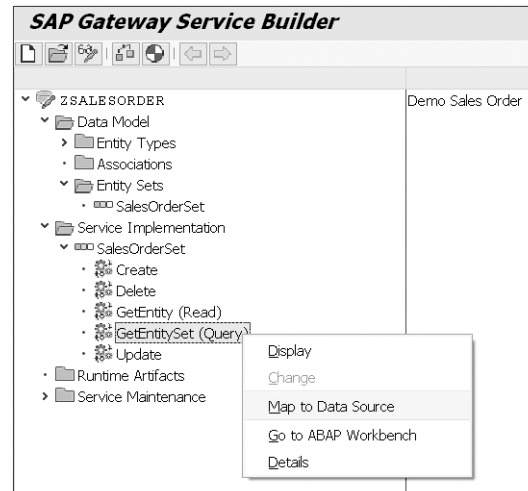 SAP Gateway Service Builder
ZSALESORDER
Demo Sales Order
Data Model
Entity Types
Associations
Entity Sets
SalesOrderSet
Service Implementation
SalesOrderSet
Create
Delete
GetEntity (Read)
GetEntitySet (Query)
Update
Runtime Artifacts
Service Maintenance
Display
Change
Map to Data Source
Go to ABAP Workbench
Details